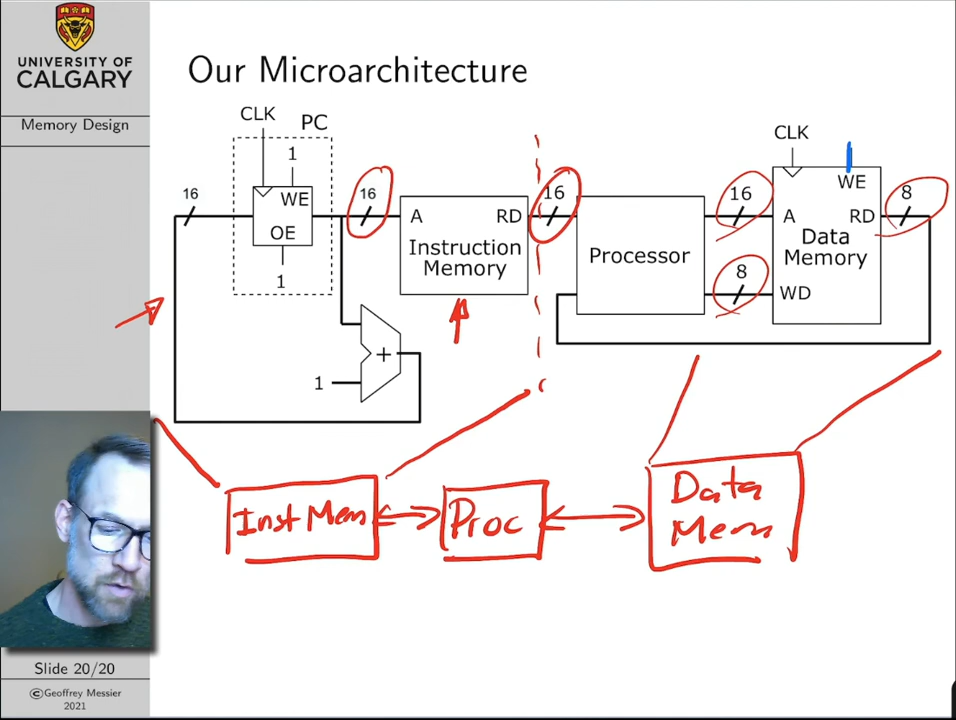 UNIVERSITY OF
CALGARY
Memory Design
Our Microarchitecture
CLK
PC
1
16
WE
OE
1
16
A
RD
Instruction
Memory
16
Processor
16
8
CLK
WE
A
RD
Data
Memory
WD
8
+
1
Inst Mem
Proc
Data
Mem
Slide 20/20
©Geoffrey Messier
2021